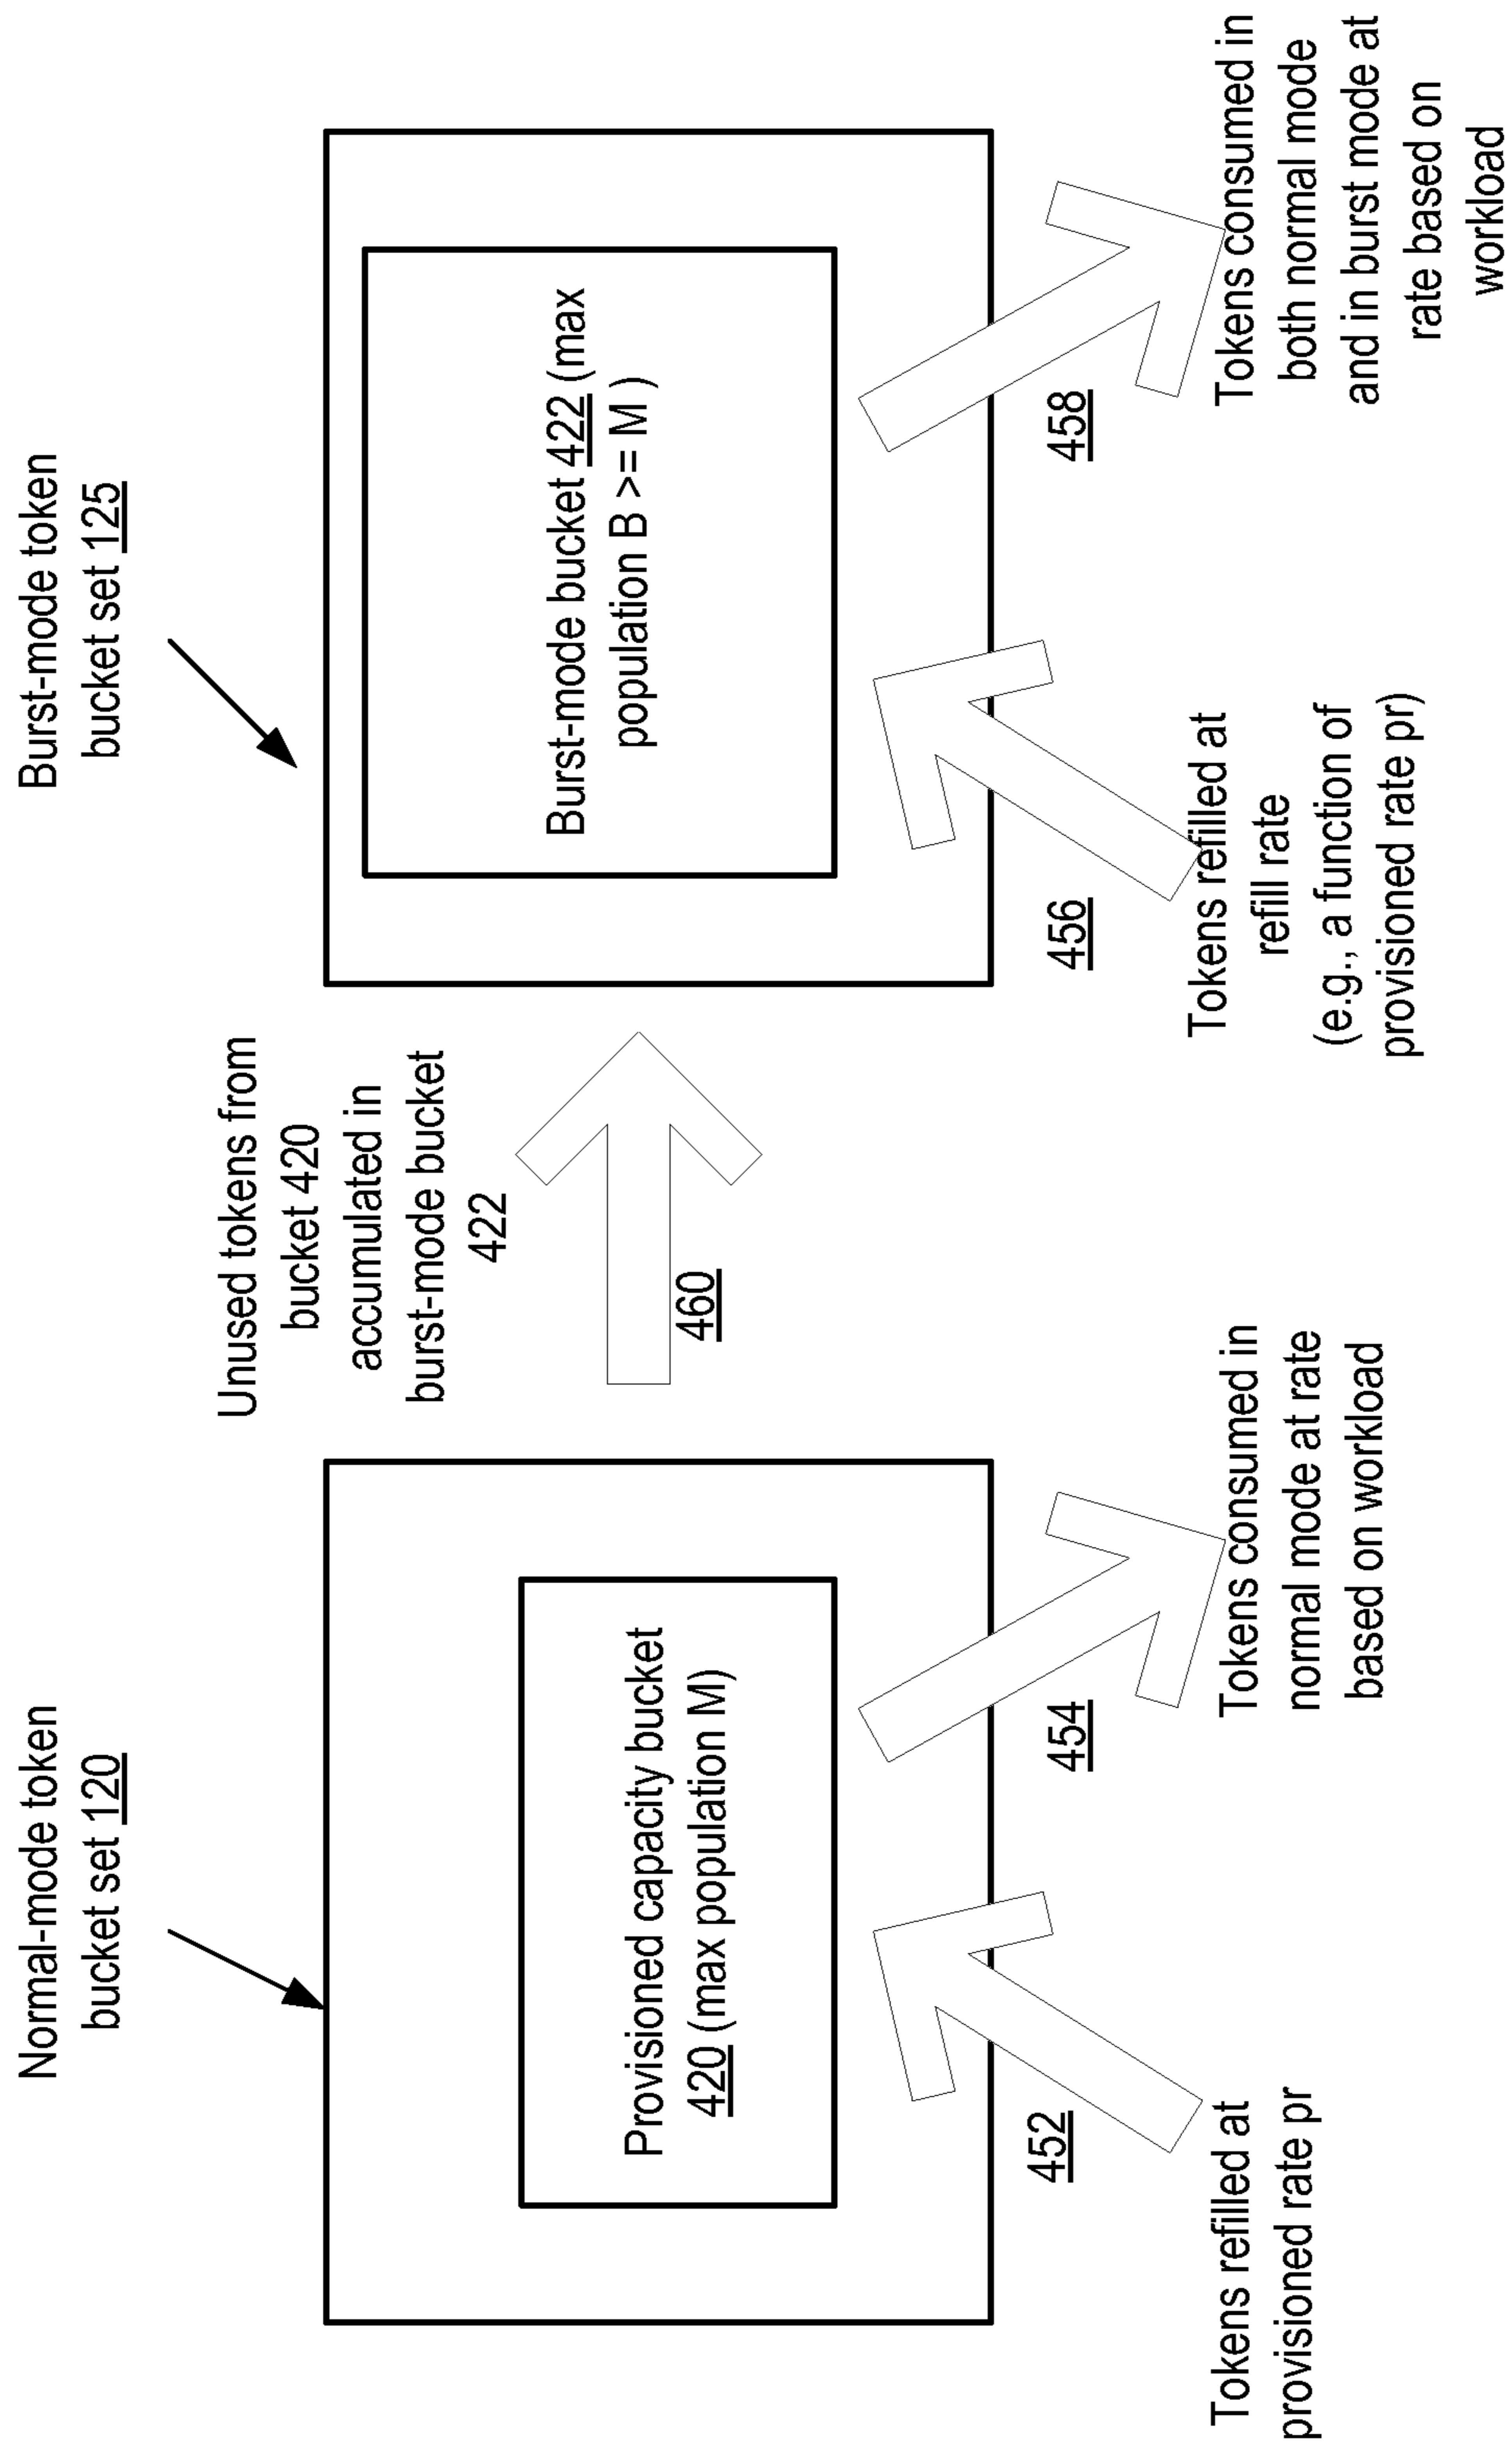 Normal-mode token
bucket set 120
Burst-mode token
bucket set 125
Unused tokens from
bucket 420
accumulated in
burst-mode bucket
422
460
Provisioned capacity bucket
420 (max population M)
Burst-mode bucket 422 (max
population B >= M )
452
Tokens refilled at
provisioned rate pr
454
Tokens consumed in
normal mode at rate
based on workload
456
Tokens refilled at
refill rate
(e.g., a function of
provisioned rate pr)
458
Tokens consumed in
both normal mode
and in burst mode at
rate based on
workload